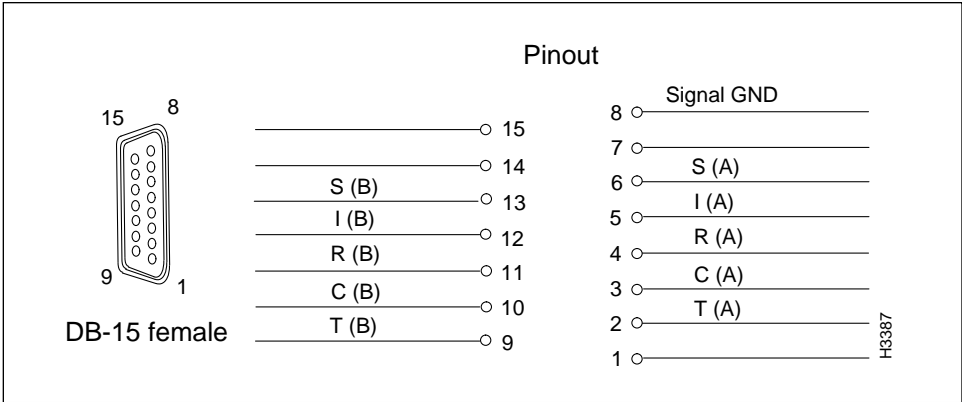 Pinout
15
8
9
1
DB-15 female
15
14
S (B)
13
I (B)
12
R (B)
11
C (B)
10
T (B)
9
Signal GND
8
7
S (A)
6
I (A)
5
R (A)
4
C (A)
3
T (A)
2
1
H3387